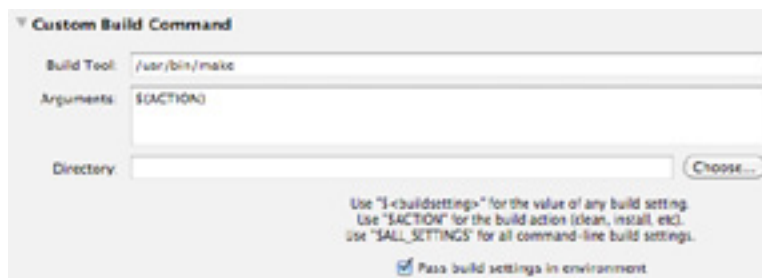 Custom Build Command
Build Tool: /usr/bin/make
Arguments: $(ACTION)
Directory:
Choose...
Use "$<buildsetting>" for the value of any build setting.
Use "$ACTION" for the build action (clean, install, etc).
Use "$ALL_SETTINGS" for all command-line build settings.
Pass build settings in environment